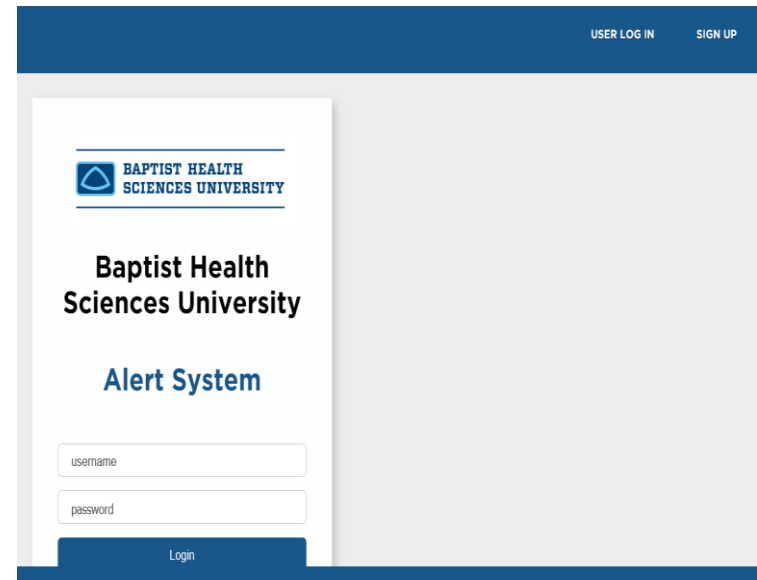 USER LOG IN SIGN UP
BAPTIST HEALTH
SCIENCES UNIVERSITY
Baptist Health
Sciences University
Alert System
username
password
Login